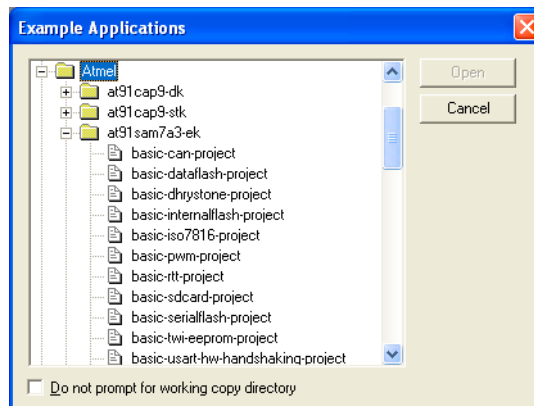 Example Applications
Atmel
at91cap9-dk
at91cap9-stk
at91sam7a3-ek
basic-can-project
basic-dataflash-project
basic-dhrystone-project
basic-internalflash-project
basic-iso7816-project
basic-pwm-project
basic-rtt-project
basic-sdcard-project
basic-serialflash-project
basic-twi-eeprom-project
basic-usart-hw-handshaking-project
Open
Cancel
Do not prompt for working copy directory